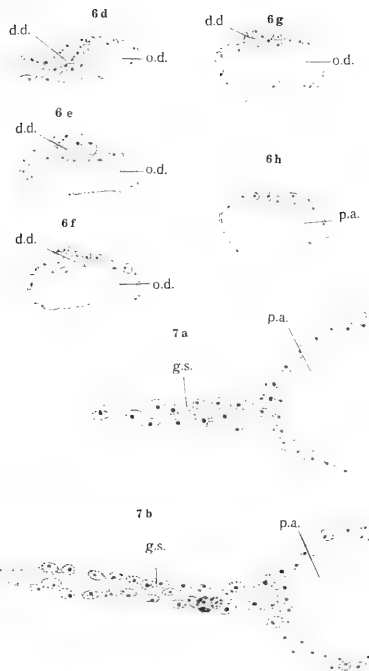 6 d
d.d.
o.d.
6 g
d.d
o.d.
6 e
d.d.
o.d.
6 h
p.a.
6 f
d.d.
o.d.
7 a
p.a.
g.s.
7 b
p.a.
g.s.